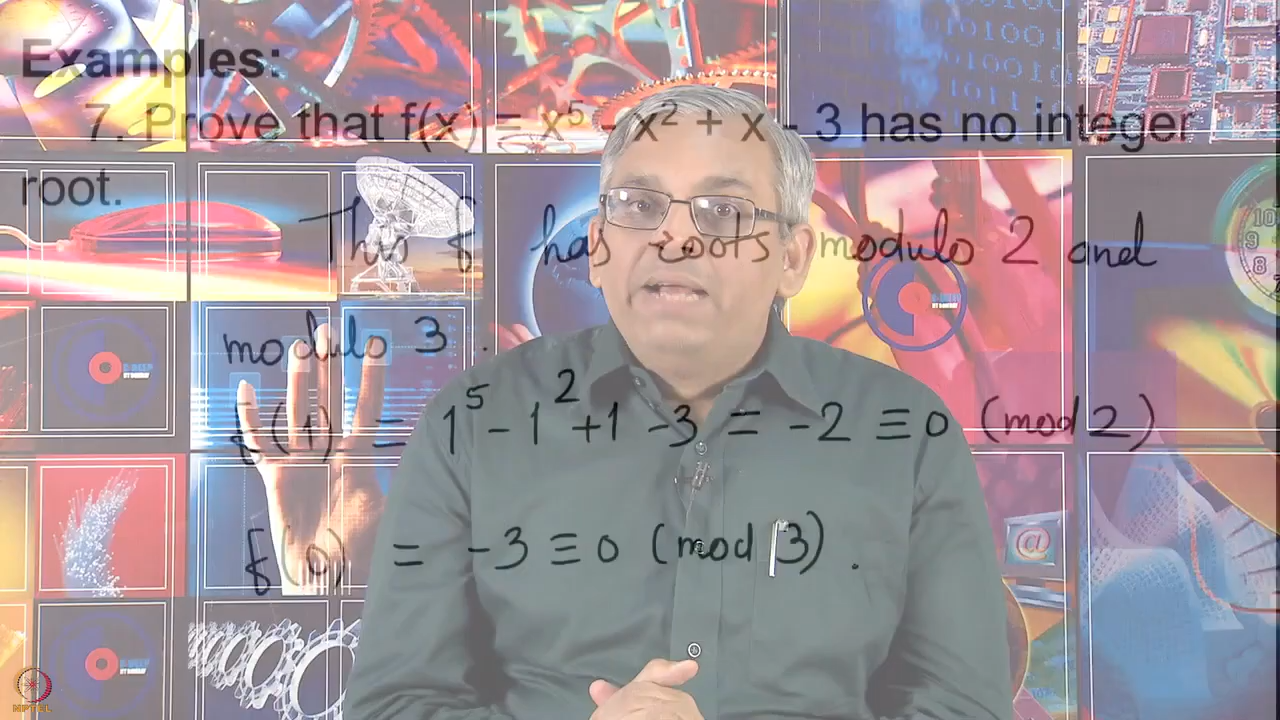 Examples:
7. Prove that f(x) = x⁵ - x² + x - 3 has no integer
root.
This f has roots modulo 2 and
modulo 3.
f(1) = 1⁵ - 1² + 1 - 3 = -2 ≡ 0 (mod 2)
f(0) = -3 ≡ 0 (mod 3).
NPTEL